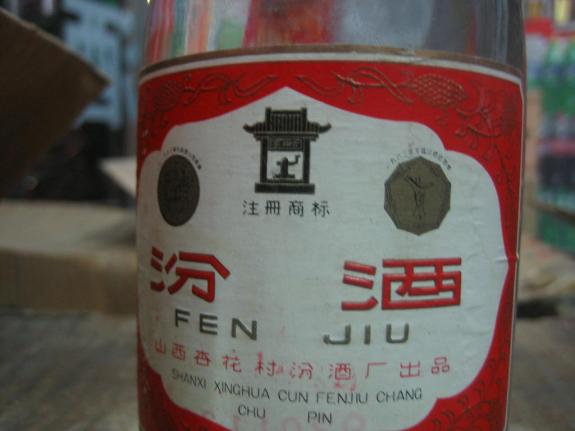 注册商标
汾酒
FEN JIU
山西杏花村汾酒厂出品
SHANXI XINGHUA CUN FENJIU CHANG
CHU PIN